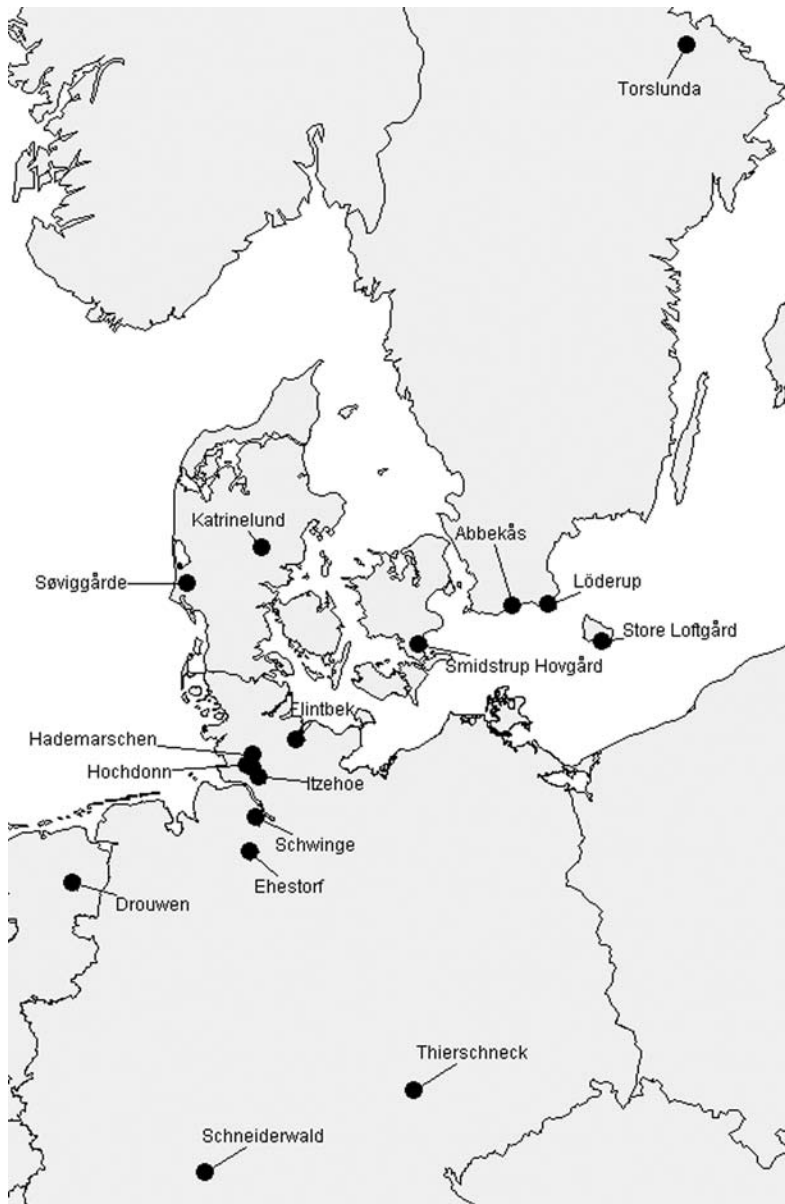 Torslunda
Katrinelund
Abbekås
Søviggårde
Löderup
Store Loftgård
Smidstrup Hovgård
Flintbek
Hademarschen
Hochdonn
Itzehoe
Schwinge
Ehestorf
Drouwen
Thierschneck
Schneiderwald